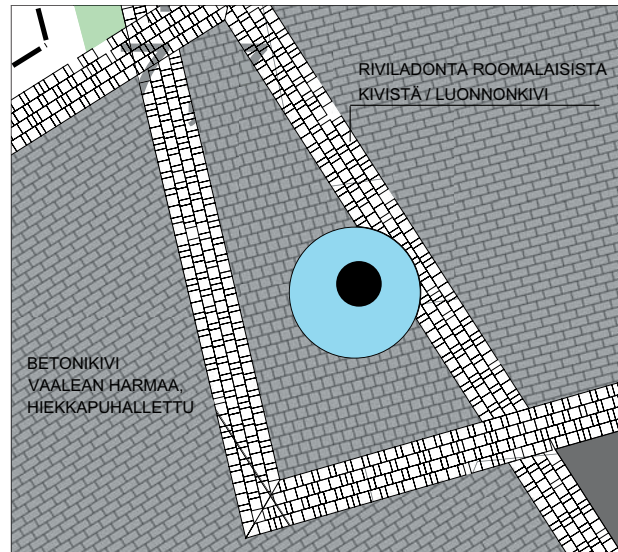 RIVILADONTA ROOMALAISISTA
KIVISTÄ / LUONNONKIVI
BETONIKIVI
VAALEAN HARMAA,
HIEKKAPUHALLETTU